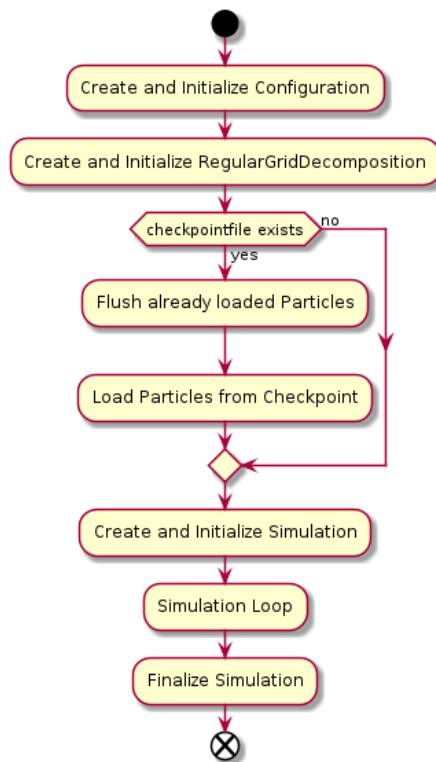 Create and Initialize Configuration
Create and Initialize RegularGridDecomposition
checkpointfile exists
no
yes
Flush already loaded Particles
Load Particles from Checkpoint
Create and Initialize Simulation
Simulation Loop
Finalize Simulation